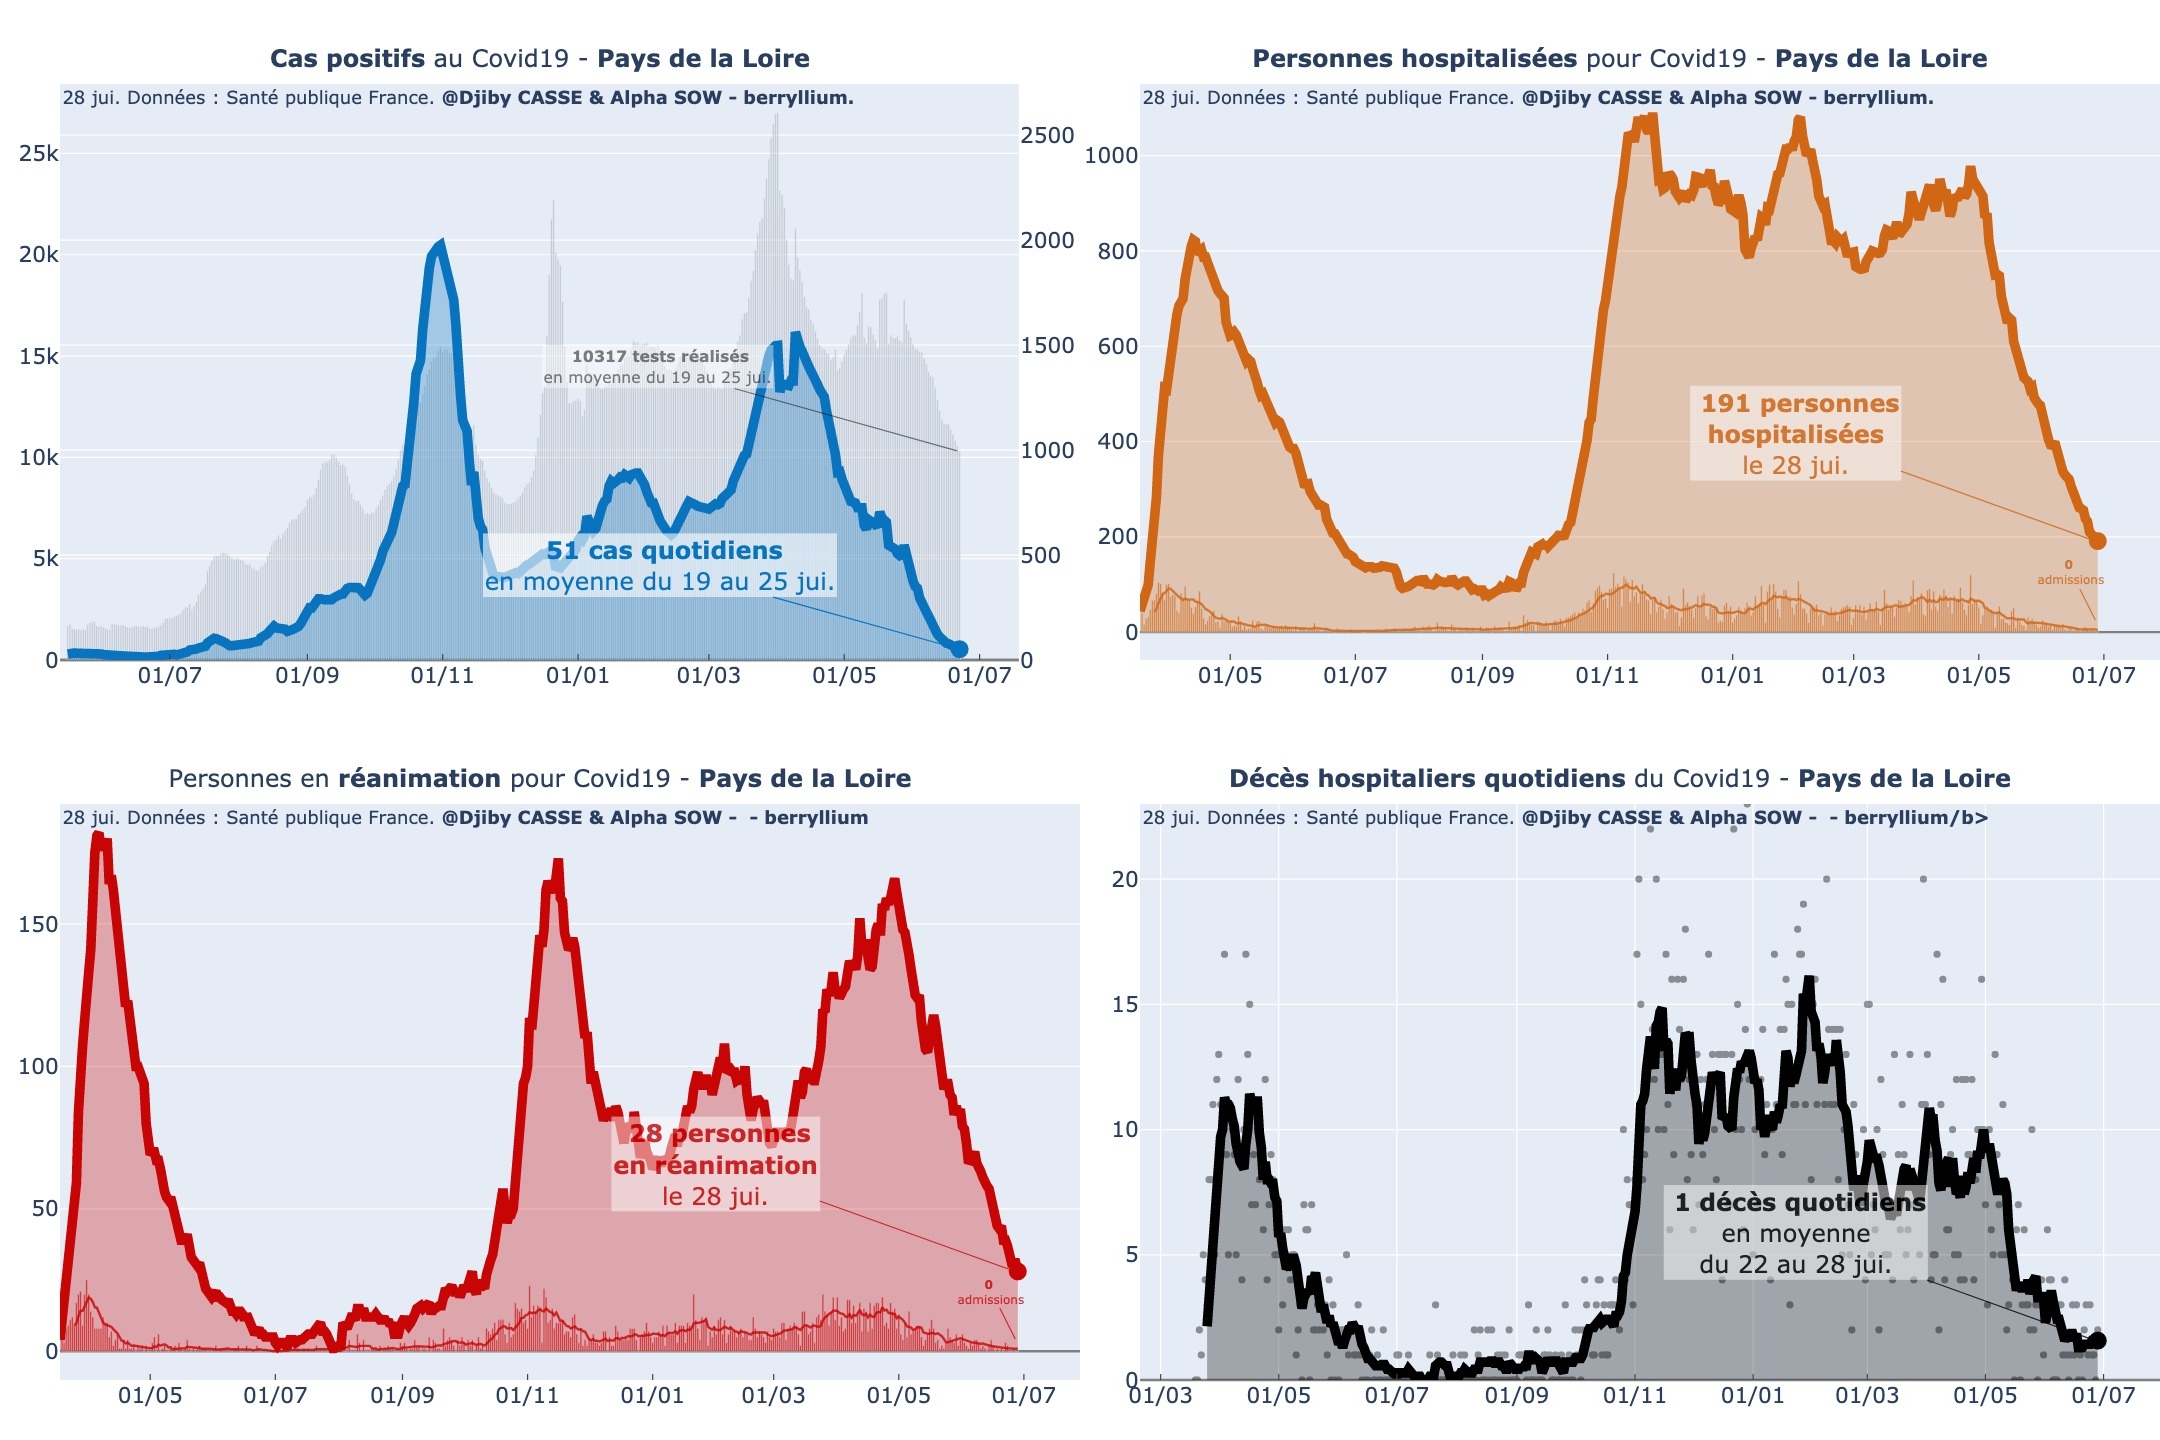 Cas positifs au Covid19 - Pays de la Loire
28 jui. Données : Santé publique France. @Djiby CASSE & Alpha SOW - berryllium.
25k
20k
15k
10k
5k
0
2500
2000
1500
1000
500
0
10317 tests réalisés
en moyenne du 19 au 25 jui.
51 cas quotidiens
en moyenne du 19 au 25 jui.
01/07 01/09 01/11 01/01 01/03 01/05 01/07
Personnes hospitalisées pour Covid19 - Pays de la Loire
28 jui. Données : Santé publique France. @Djiby CASSE & Alpha SOW - berryllium.
1000
800
600
400
200
0
191 personnes
hospitalisées
le 28 jui.
0
admissions
01/05 01/07 01/09 01/11 01/01 01/03 01/05 01/07
Personnes en réanimation pour Covid19 - Pays de la Loire
28 jui. Données : Santé publique France. @Djiby CASSE & Alpha SOW -  - berryllium
150
100
50
0
28 personnes
en réanimation
le 28 jui.
0
admissions
01/05 01/07 01/09 01/11 01/01 01/03 01/05 01/07
Décès hospitaliers quotidiens du Covid19 - Pays de la Loire
28 jui. Données : Santé publique France. @Djiby CASSE & Alpha SOW -  - berryllium/b>
20
15
10
5
0
1 décès quotidiens
en moyenne
du 22 au 28 jui.
01/03 01/05 01/07 01/09 01/11 01/01 01/03 01/05 01/07